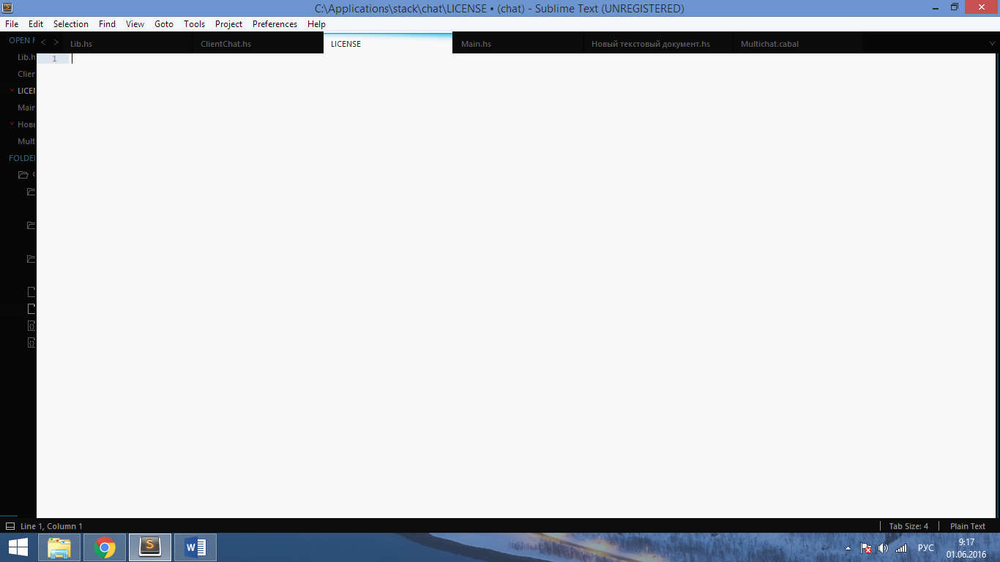 C:\Applications\stack\chat\LICENSE • (chat) - Sublime Text (UNREGISTERED)
File Edit Selection Find View Goto Tools Project Preferences Help
OPEN F
Lib.hs ClientChat.hs LICENSE Main.hs Новый текстовый документ.hs Multichat.cabal
Lib.h
1
Clien
LICEN
Main
Новы
Mult
FOLDE
Line 1, Column 1
Tab Size: 4 Plain Text
РУС
9:17
01.06.2016